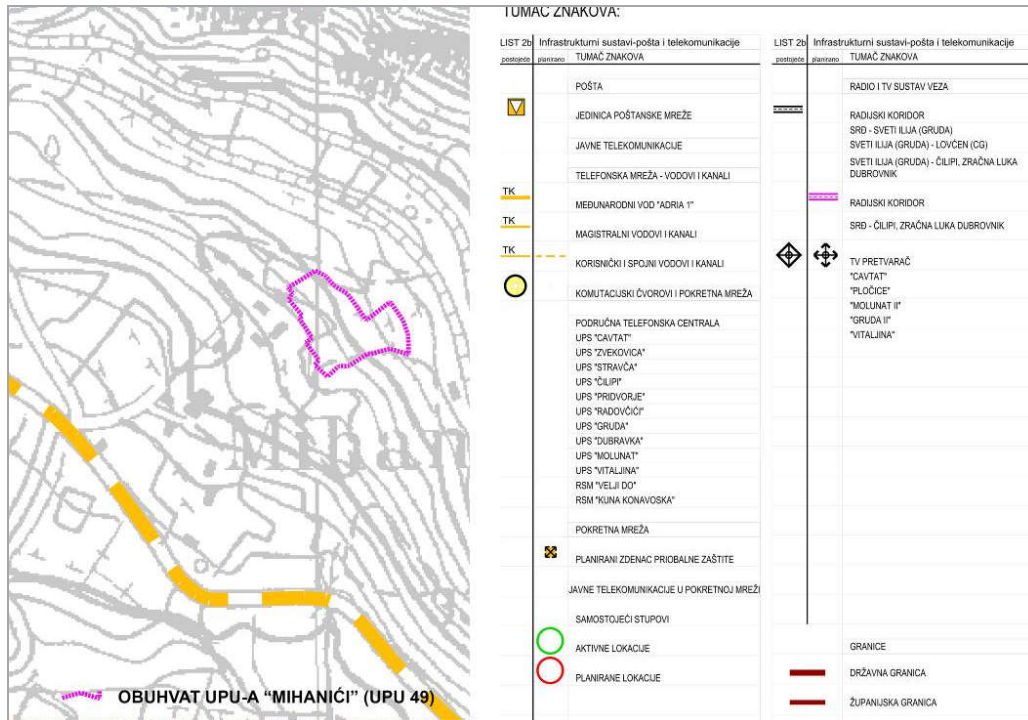 Mihan
OBUHVAT UPU-A "MIHANIĆI" (UPU 49)
TUMAČ ZNAKOVA:
LIST 2b Infrastrukturni sustavi-pošta i telekomunikacije
postojeće planirano TUMAČ ZNAKOVA
POŠTA
JEDINICA POŠTANSKE MREŽE
JAVNE TELEKOMUNIKACIJE
TELEFONSKA MREŽA - VODOVI I KANALI
TK
MEĐUNARODNI VOD "ADRIA 1"
TK
MAGISTRALNI VODOVI I KANALI
TK
KORISNIČKI I SPOJNI VODOVI I KANALI
KOMUTACIJSKI ČVOROVI I POKRETNA MREŽA
PODRUČNA TELEFONSKA CENTRALA
UPS "CAVTAT"
UPS "ZVEKOVICA"
UPS "STRAVČA"
UPS "ČILIPI"
UPS "PRIDVORJE"
UPS "RADOVČIĆI"
UPS "GRUDA"
UPS "DUBRAVKA"
UPS "MOLUNAT"
UPS "VITALJINA"
RSM "VELJI DO"
RSM "KUNA KONAVOSKA"
POKRETNA MREŽA
PLANIRANI ZDENAC PRIOBALNE ZAŠTITE
JAVNE TELEKOMUNIKACIJE U POKRETNOJ MREŽI
SAMOSTOJEĆI STUPOVI
AKTIVNE LOKACIJE
PLANIRANE LOKACIJE
LIST 2b Infrastrukturni sustavi-pošta i telekomunikacije
postojeće planirano TUMAČ ZNAKOVA
RADIO I TV SUSTAV VEZA
RADIJSKI KORIDOR
SRĐ - SVETI ILIJA (GRUDA)
SVETI ILIJA (GRUDA) - LOVĆEN (CG)
SVETI ILIJA (GRUDA) - ČILIPI, ZRAČNA LUKA
DUBROVNIK
RADIJSKI KORIDOR
SRĐ - ČILIPI, ZRAČNA LUKA DUBROVNIK
TV PRETVARAČ
"CAVTAT"
"PLOČICE"
"MOLUNAT II"
"GRUDA II"
"VITALJINA"
GRANICE
DRŽAVNA GRANICA
ŽUPANIJSKA GRANICA